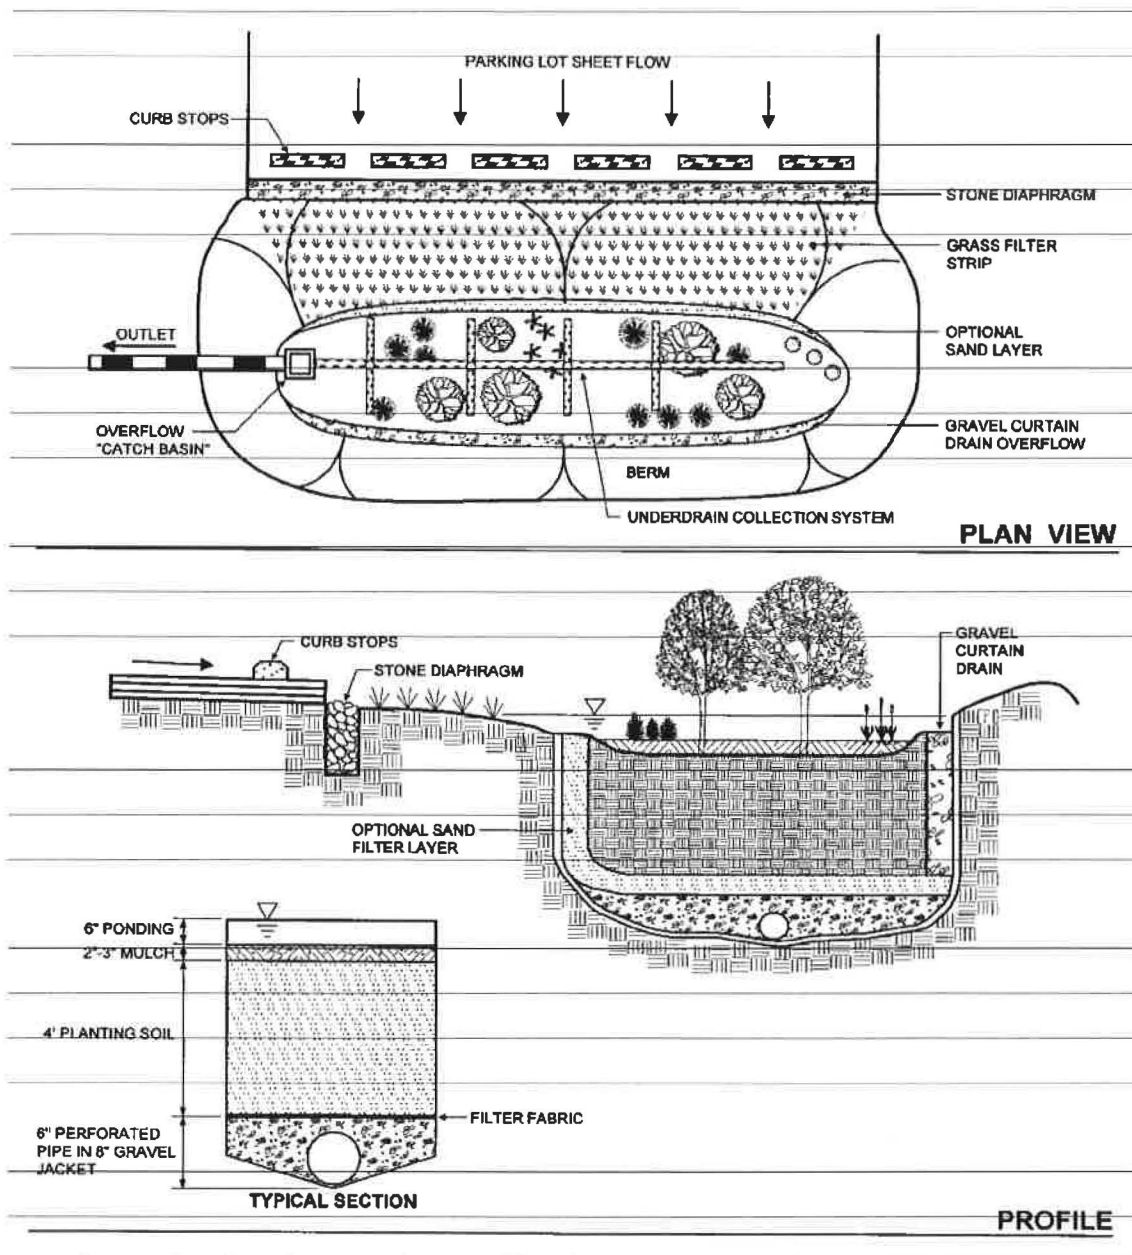 PARKING LOT SHEET FLOW
CURB STOPS
STONE DIAPHRAGM
GRASS FILTER
STRIP
OUTLET
OPTIONAL
SAND LAYER
OVERFLOW
"CATCH BASIN"
GRAVEL CURTAIN
DRAIN OVERFLOW
BERM
UNDERDRAIN COLLECTION SYSTEM
PLAN VIEW
CURB STOPS
STONE DIAPHRAGM
GRAVEL
CURTAIN
DRAIN
OPTIONAL SAND
FILTER LAYER
6" PONDING
2"-3" MULCH
4' PLANTING SOIL
FILTER FABRIC
6" PERFORATED
PIPE IN 8" GRAVEL
JACKET
TYPICAL SECTION
PROFILE